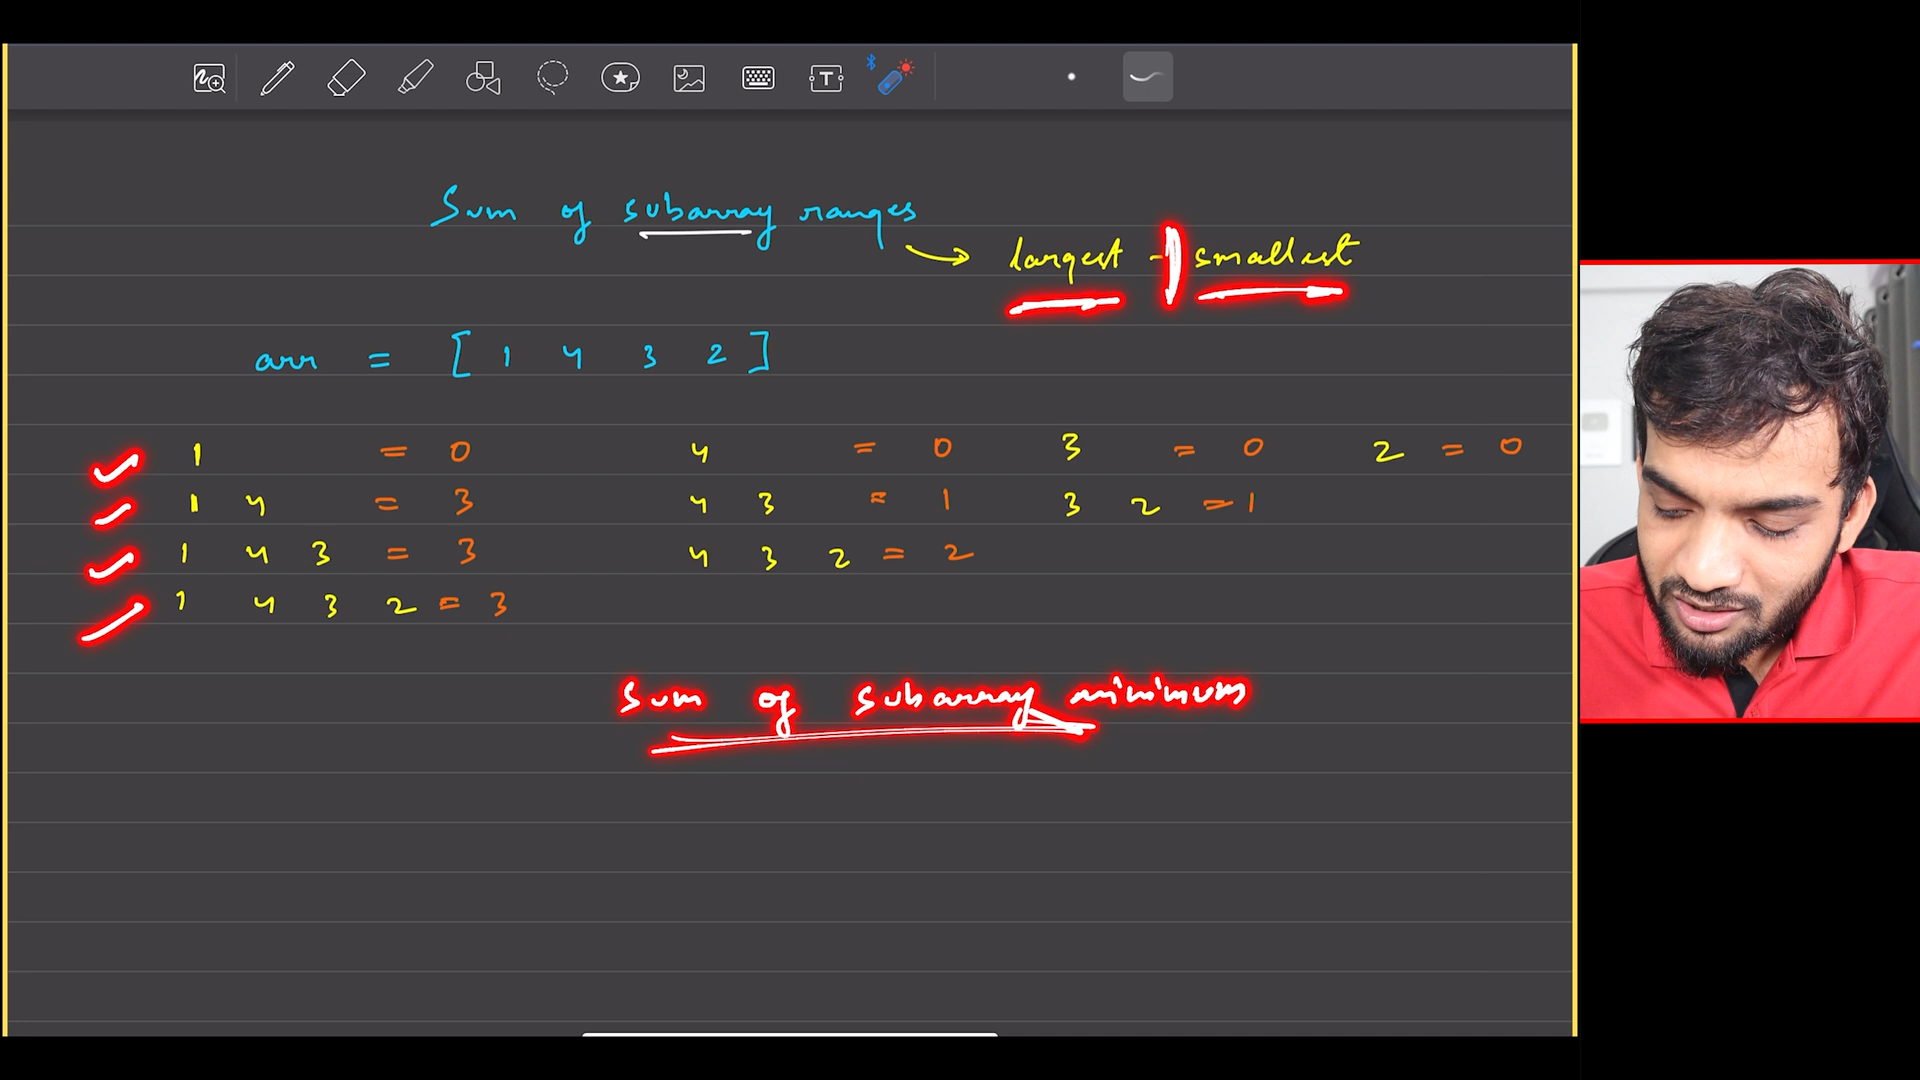 Sum of subarray ranges
largest - smallest
arr = [ 1 4 3 2 ]
1 = 0 4 = 0 3 = 0 2 = 0
1 4 = 3 4 3 = 1 3 2 = 1
1 4 3 = 3 4 3 2 = 2
1 4 3 2 = 3
Sum of subarray minimum